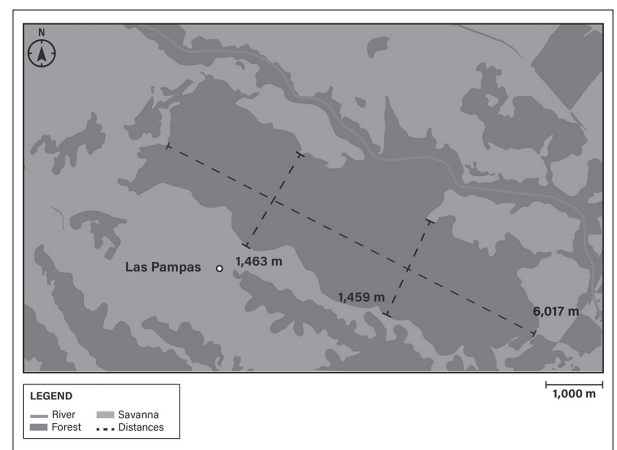 N
Las Pampas
1,463 m
1,459 m
6,017 m
1,000 m
LEGEND
River
Savanna
Forest
Distances